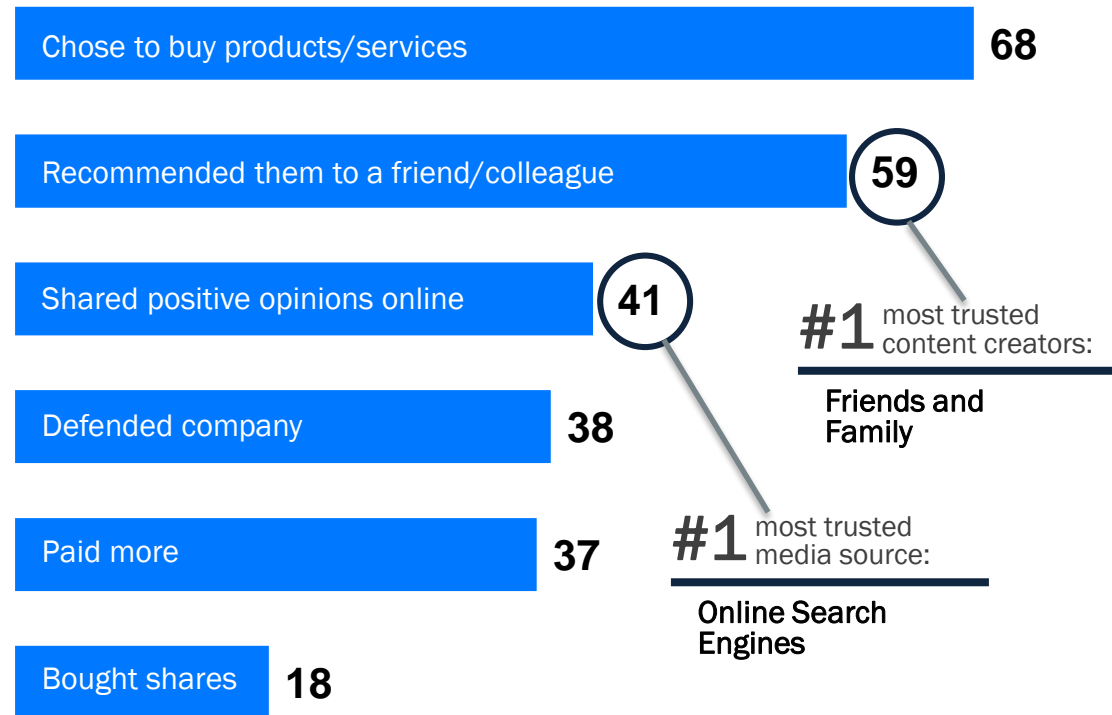 Chose to buy products/services 68
Recommended them to a friend/colleague 59
Shared positive opinions online 41
#1 most trusted
content creators:
Friends and
Family
Defended company 38
#1 most trusted
media source:
Online Search
Engines
Paid more 37
Bought shares 18